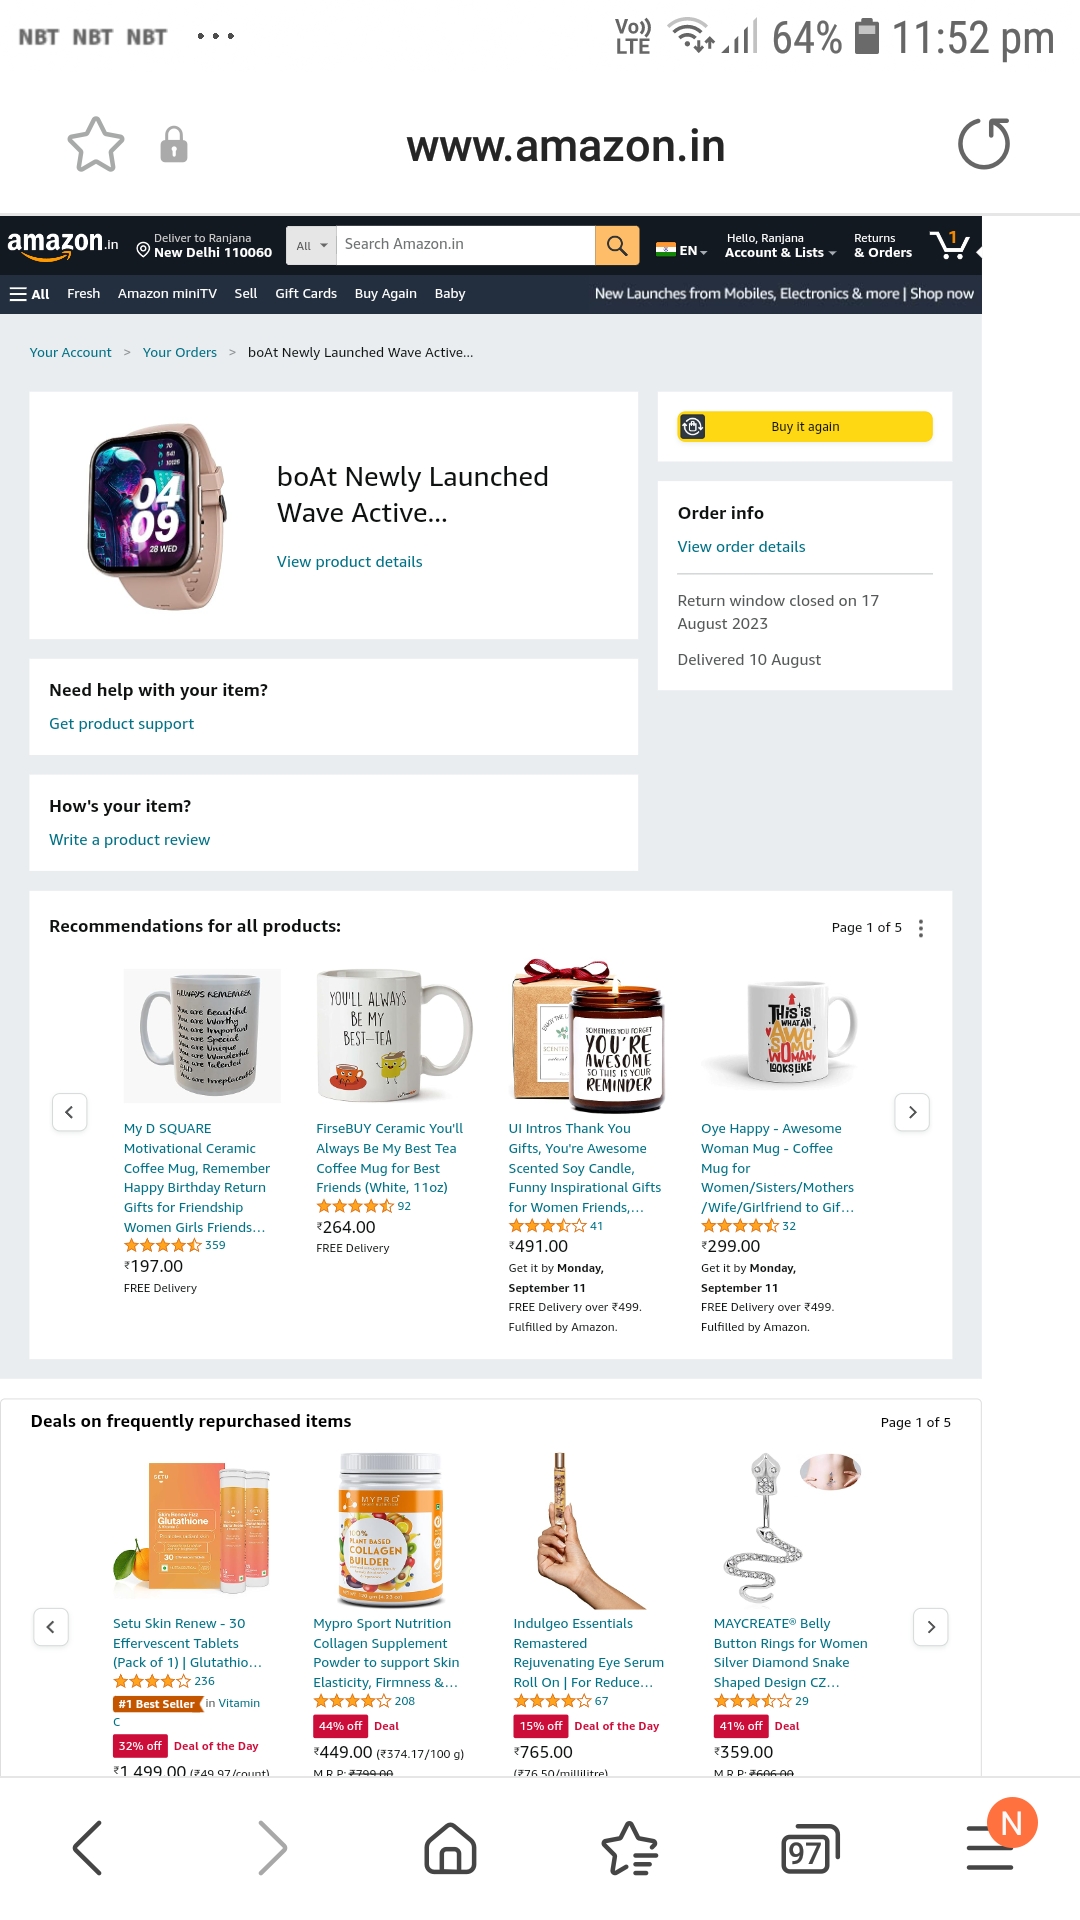 NBT NBT NBT
Vo)) LTE 64% 11:52 pm
www.amazon.in
amazon.in
Deliver to Ranjana
New Delhi 110060
All
Search Amazon.in
EN
Hello, Ranjana
Account & Lists
Returns
& Orders
1
All Fresh Amazon miniTV Sell Gift Cards Buy Again Baby
New Launches from Mobiles, Electronics & more | Shop now
Your Account > Your Orders > boAt Newly Launched Wave Active...
04
09
28 WED
boAt Newly Launched
Wave Active...
View product details
Buy it again
Order info
View order details
Return window closed on 17
August 2023
Delivered 10 August
Need help with your item?
Get product support
How's your item?
Write a product review
Recommendations for all products:
Page 1 of 5
ALWAYS REMEMBER
You are Beautiful
You are Worthy
You are Important
You are Special
You are Unique
You are Wonderful
You are Talented
AND
You are Irreplaceable
My D SQUARE
Motivational Ceramic
Coffee Mug, Remember
Happy Birthday Return
Gifts for Friendship
Women Girls Friends...
359
₹197.00
FREE Delivery
YOU'LL ALWAYS
BE MY
BEST-TEA
FirseBUY Ceramic You'll
Always Be My Best Tea
Coffee Mug for Best
Friends (White, 11oz)
92
₹264.00
FREE Delivery
SOMETIMES YOU FORGET
YOU'RE
AWESOME
SO THIS IS YOUR
REMINDER
UI Intros Thank You
Gifts, You're Awesome
Scented Soy Candle,
Funny Inspirational Gifts
for Women Friends,...
41
₹491.00
Get it by Monday,
September 11
FREE Delivery over ₹499.
Fulfilled by Amazon.
THIS IS
WHAT AN
AWE
SOME
WOMAN
LOOKS LIKE
Oye Happy - Awesome
Woman Mug - Coffee
Mug for
Women/Sisters/Mothers
/Wife/Girlfriend to Gif...
32
₹299.00
Get it by Monday,
September 11
FREE Delivery over ₹499.
Fulfilled by Amazon.
Deals on frequently repurchased items
Page 1 of 5
SETU
Skin Renew Fizz
Glutathione
30
Setu Skin Renew - 30
Effervescent Tablets
(Pack of 1) | Glutathio...
236
#1 Best Seller in Vitamin
C
32% off Deal of the Day
₹1,499.00 (₹49.97/count)
MYPRO
100%
PLANT BASED
COLLAGEN
BUILDER
Mypro Sport Nutrition
Collagen Supplement
Powder to support Skin
Elasticity, Firmness &...
208
44% off Deal
₹449.00 (₹374.17/100 g)
M.R.P: ₹799.00
Indulgeo Essentials
Remastered
Rejuvenating Eye Serum
Roll On | For Reduce...
67
15% off Deal of the Day
₹765.00
(₹76.50/millilitre)
MAYCREATE® Belly
Button Rings for Women
Silver Diamond Snake
Shaped Design CZ...
29
41% off Deal
₹359.00
M.R.P: ₹606.00
97
N